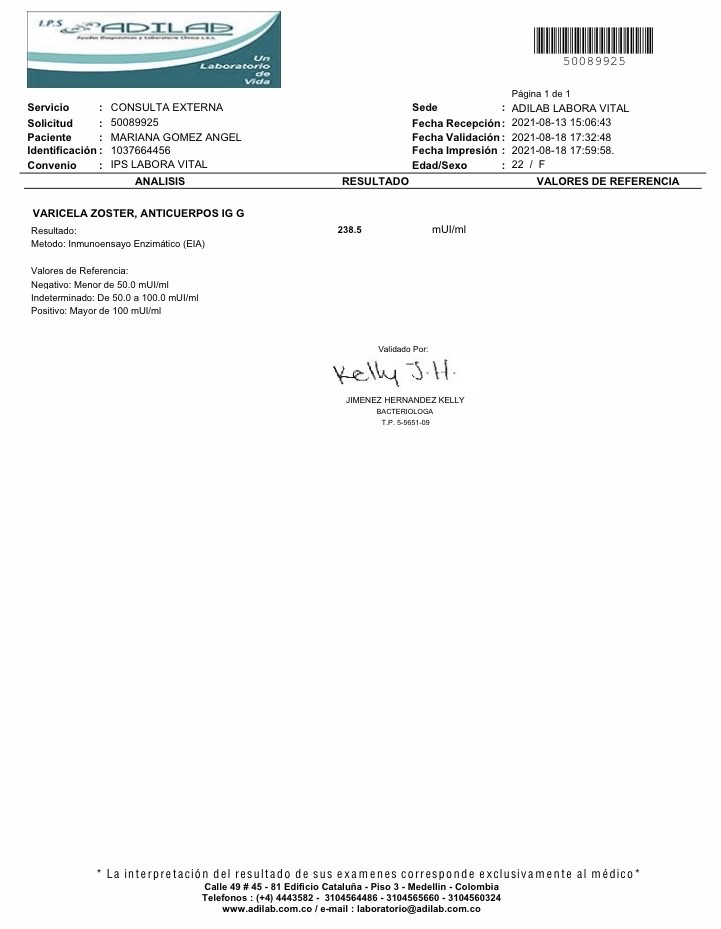 I.P.S ADILAB
Ayudas Diagnósticas y Laboratorio Clínico s.a.s.
Un
Laboratorio
de
Vida
50089925
Página 1 de 1
Servicio : CONSULTA EXTERNA
Sede : ADILAB LABORA VITAL
Solicitud : 50089925
Fecha Recepción : 2021-08-13 15:06:43
Paciente : MARIANA GOMEZ ANGEL
Fecha Validación : 2021-08-18 17:32:48
Identificación : 1037664456
Fecha Impresión : 2021-08-18 17:59:58.
Convenio : IPS LABORA VITAL
Edad/Sexo : 22 / F
ANALISIS RESULTADO VALORES DE REFERENCIA
VARICELA ZOSTER, ANTICUERPOS IG G
Resultado: 238.5 mUI/ml
Metodo: Inmunoensayo Enzimático (EIA)
Valores de Referencia:
Negativo: Menor de 50.0 mUI/ml
Indeterminado: De 50.0 a 100.0 mUI/ml
Positivo: Mayor de 100 mUI/ml
Validado Por:
Kelly J.H.
JIMENEZ HERNANDEZ KELLY
BACTERIOLOGA
T.P. 5-5651-09
* La interpretación del resultado de sus examenes corresponde exclusivamente al médico*
Calle 49 # 45 - 81 Edificio Cataluña - Piso 3 - Medellin - Colombia
Telefonos : (+4) 4443582 - 3104564486 - 3104565660 - 3104560324
www.adilab.com.co / e-mail : laboratorio@adilab.com.co